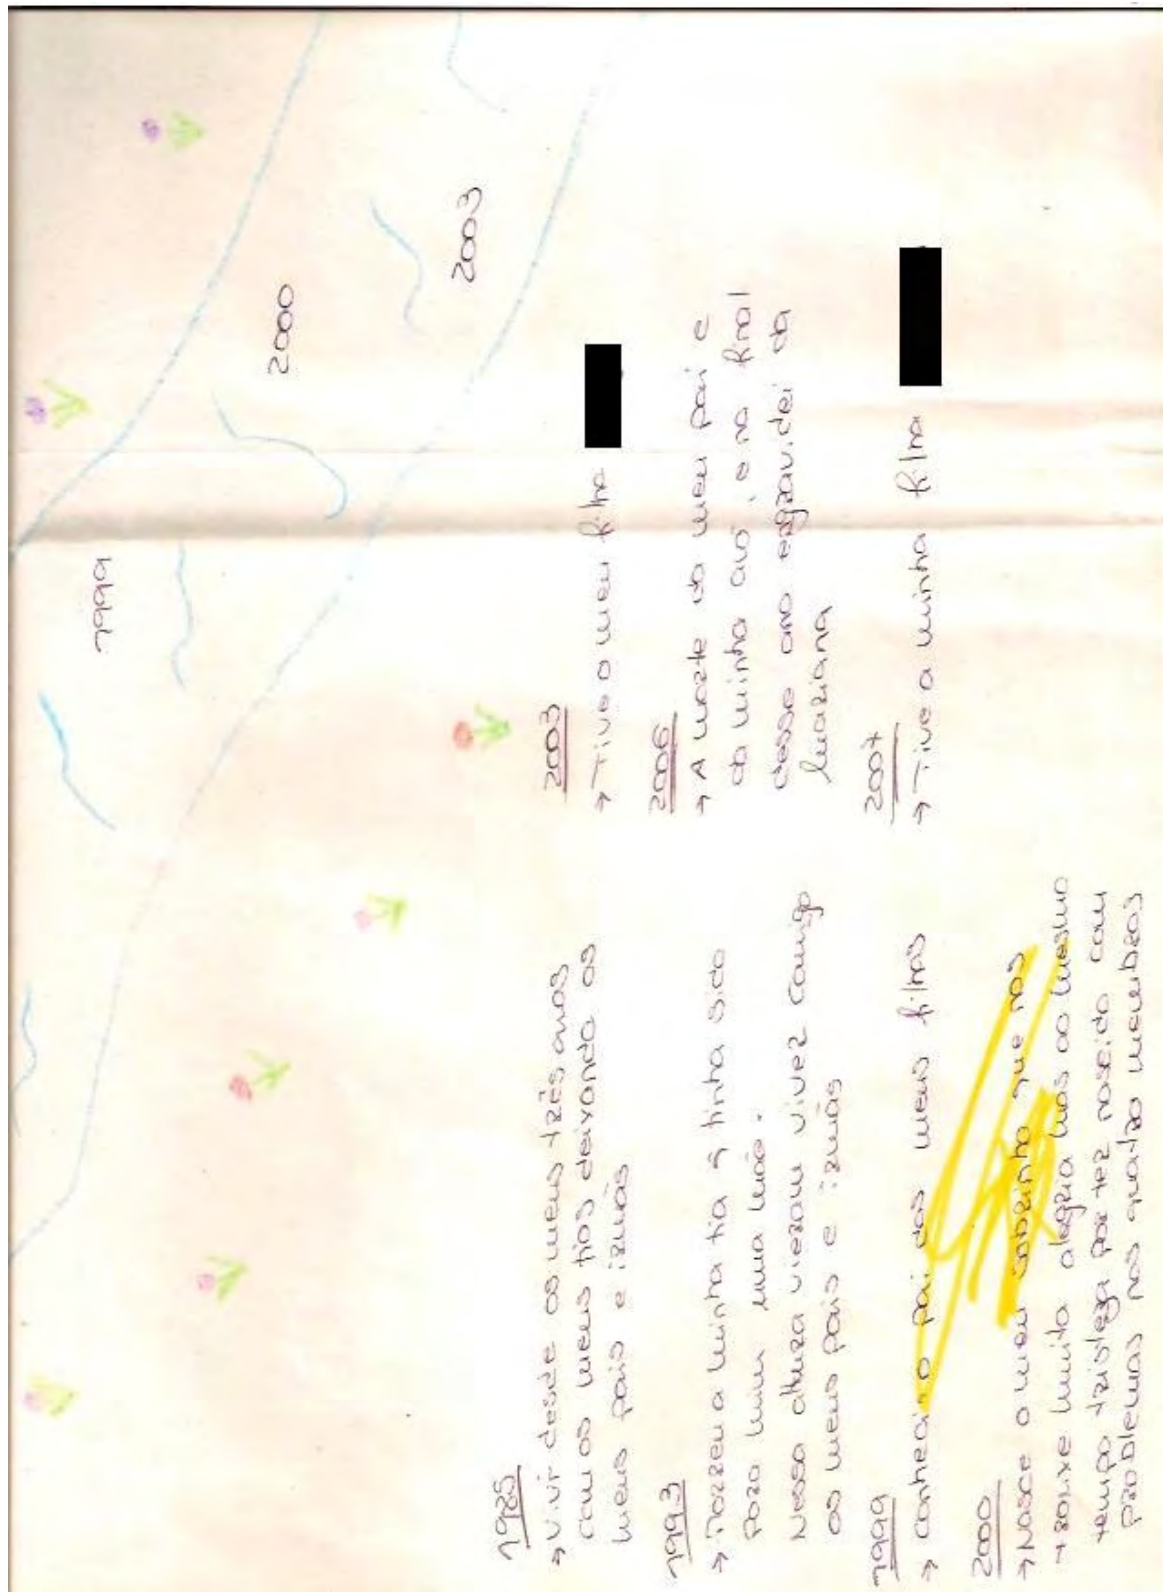 1999
2000
2003
1985
→ Vivi desde os meus três anos
com os meus tios deixando os
meus pais e irmãos
1993
→ Morreu a minha tia q tinha sido
para mim uma mãe.
Nessa altura vieram viver comigo
os meus pais e irmãos
1999
→ conheci o pai dos meus filhos
2000
→ Nasce o meu sobrinho que nos
trouxe muita alegria mas ao mesmo
tempo tristeza por ter nascido com
problemas nos quatro membros
2003
→ Tive o meu filho
2006
→ A morte do meu pai e
da minha avó, e no final
desse ano engravidei da
Mariana
2007
→ Tive a minha filha